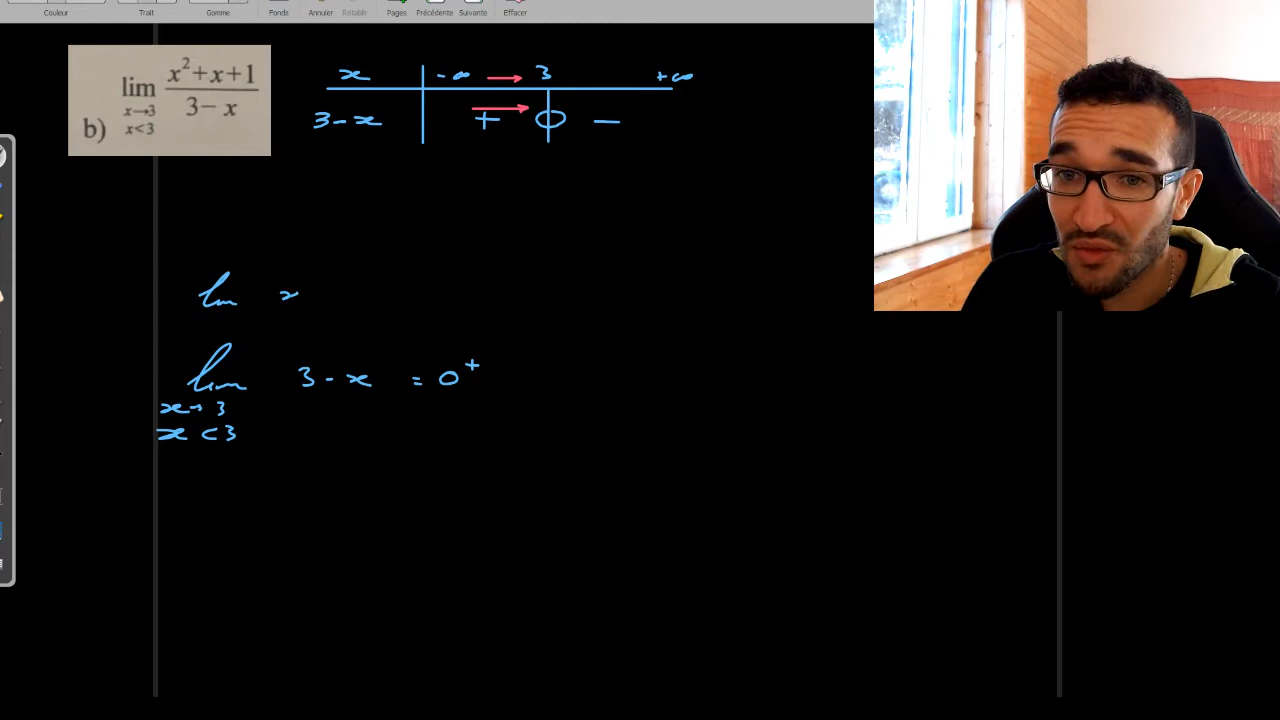 Couleur Trait Gomme Fonds Annuler Rétablir Pages Précédente Suivante Effacer
b) lim x→3 x<3 x²+x+1 / 3−x
x -∞ → 3 +∞
3-x → + 0 −
lim x
lim 3-x = 0⁺
x→3
x<3